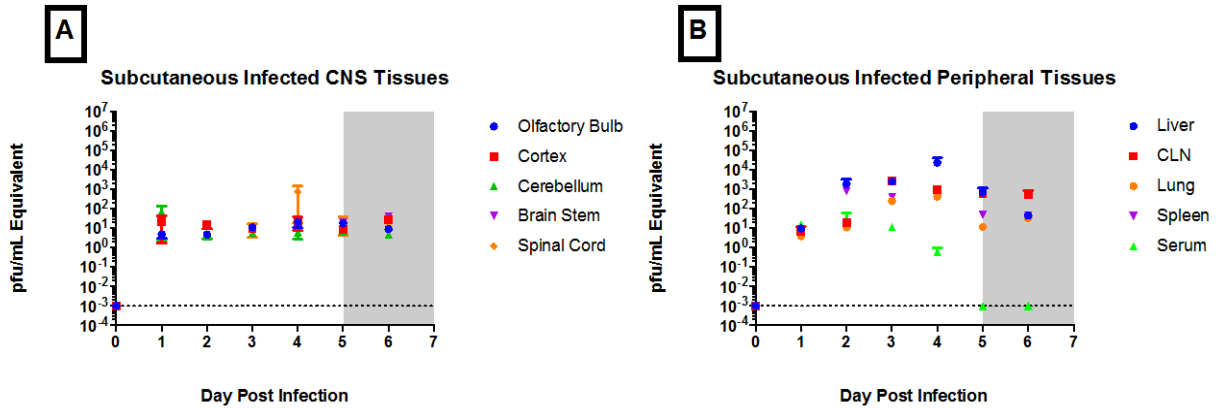 A
Subcutaneous Infected CNS Tissues
pfu/mL Equivalent
10^7
10^6
10^5
10^4
10^3
10^2
10^1
10^0
10^-1
10^-2
10^-3
10^-4
0 1 2 3 4 5 6 7
Day Post Infection
Olfactory Bulb
Cortex
Cerebellum
Brain Stem
Spinal Cord
B
Subcutaneous Infected Peripheral Tissues
pfu/mL Equivalent
10^7
10^6
10^5
10^4
10^3
10^2
10^1
10^0
10^-1
10^-2
10^-3
10^-4
0 1 2 3 4 5 6 7
Day Post Infection
Liver
CLN
Lung
Spleen
Serum